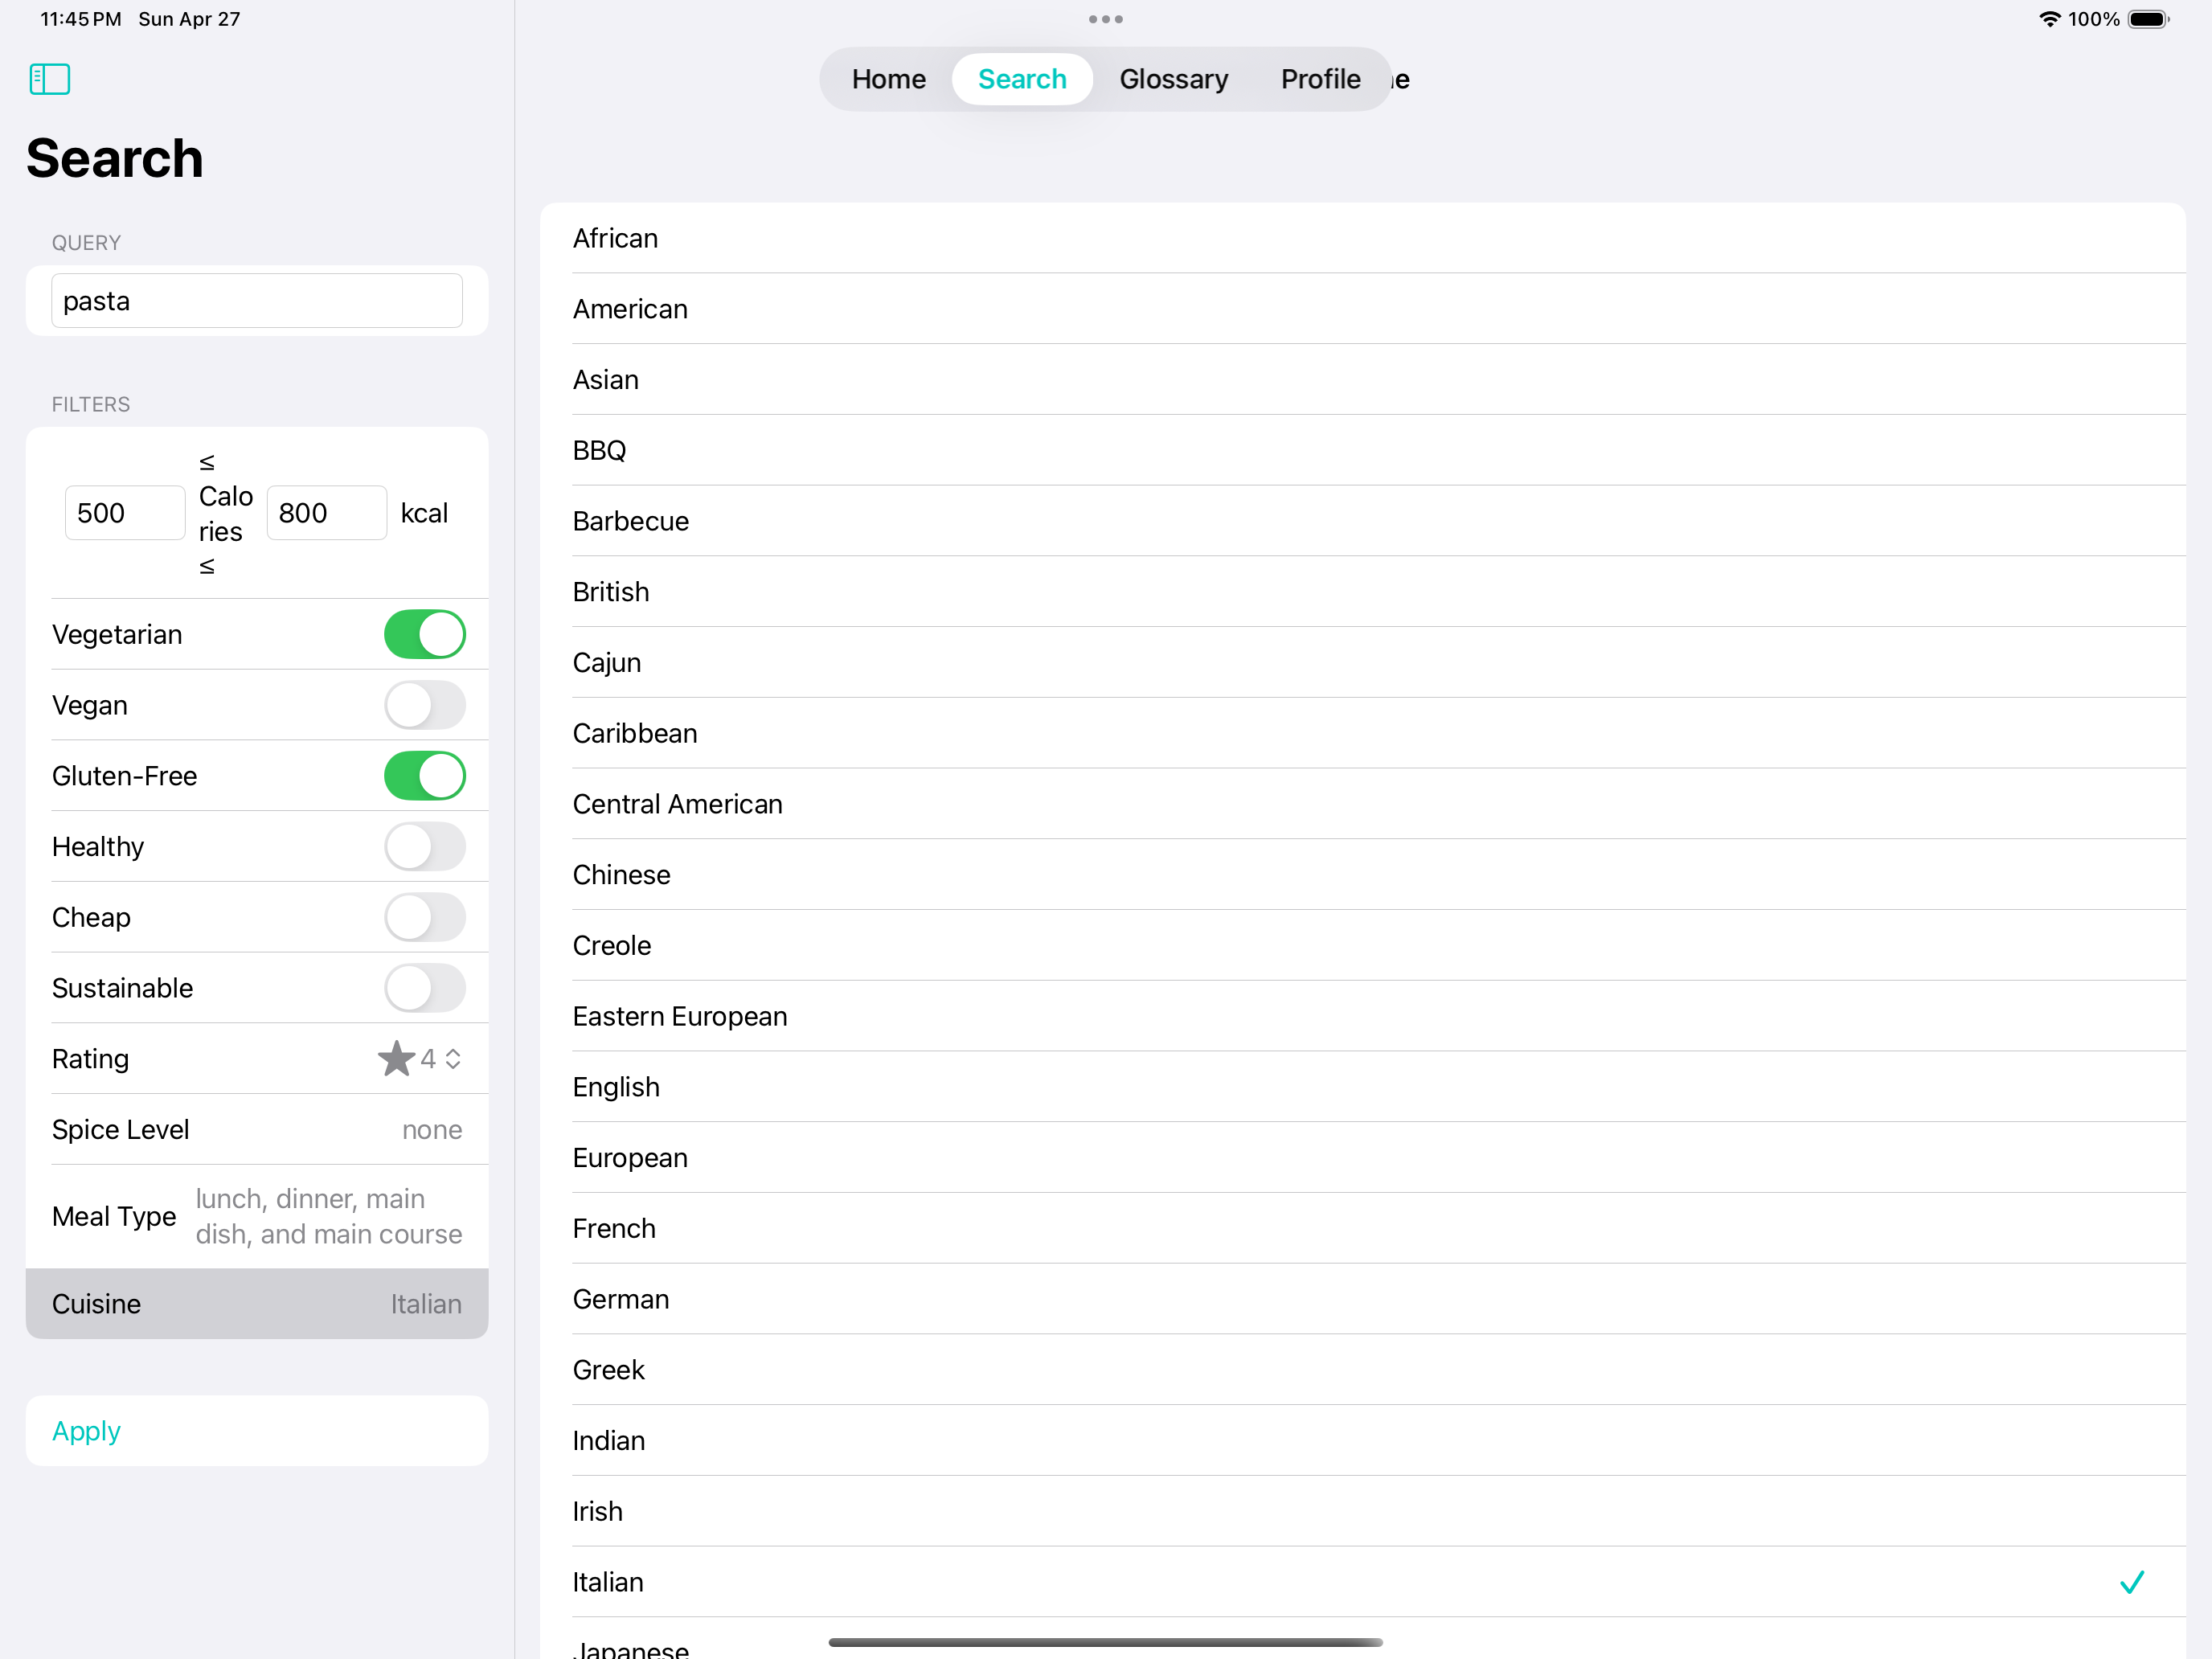 11:45 PM Sun Apr 27
100%
Home Search Glossary Profile
Search
QUERY
pasta
FILTERS
500 ≤ Calo 800 kcal
ries
≤
Vegetarian
Vegan
Gluten-Free
Healthy
Cheap
Sustainable
Rating 4
Spice Level none
Meal Type lunch, dinner, main
dish, and main course
Cuisine Italian
Apply
African
American
Asian
BBQ
Barbecue
British
Cajun
Caribbean
Central American
Chinese
Creole
Eastern European
English
European
French
German
Greek
Indian
Irish
Italian
Japanese